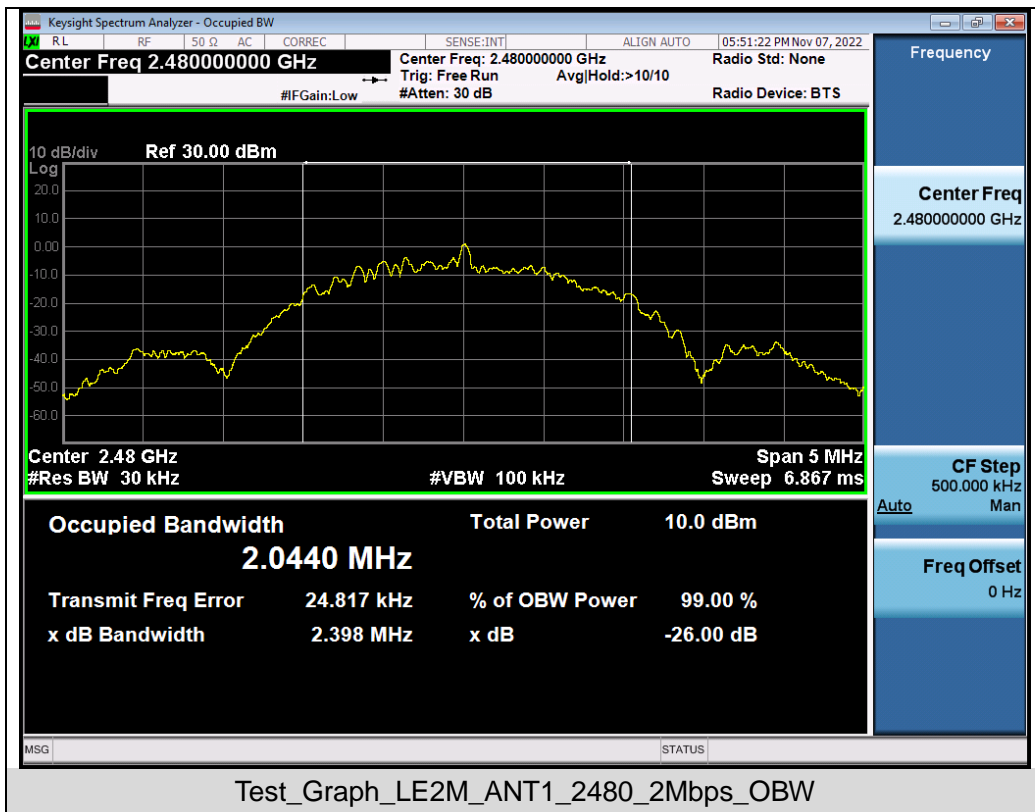 Keysight Spectrum Analyzer - Occupied BW
LXI RL RF 50 Ω AC CORREC SENSE:INT ALIGN AUTO 05:51:22 PM Nov 07, 2022
Center Freq 2.480000000 GHz
Center Freq: 2.480000000 GHz
Radio Std: None
Trig: Free Run Avg|Hold:>10/10
#IFGain:Low
#Atten: 30 dB
Radio Device: BTS
10 dB/div Ref 30.00 dBm
Log
20.0
10.0
0.00
-10.0
-20.0
-30.0
-40.0
-50.0
-60.0
Center 2.48 GHz Span 5 MHz
#Res BW 30 kHz #VBW 100 kHz Sweep 6.867 ms
Occupied Bandwidth Total Power 10.0 dBm
2.0440 MHz
Transmit Freq Error 24.817 kHz % of OBW Power 99.00 %
x dB Bandwidth 2.398 MHz x dB -26.00 dB
MSG STATUS
Frequency
Center Freq
2.480000000 GHz
CF Step
500.000 kHz
Auto Man
Freq Offset
0 Hz
Test_Graph_LE2M_ANT1_2480_2Mbps_OBW